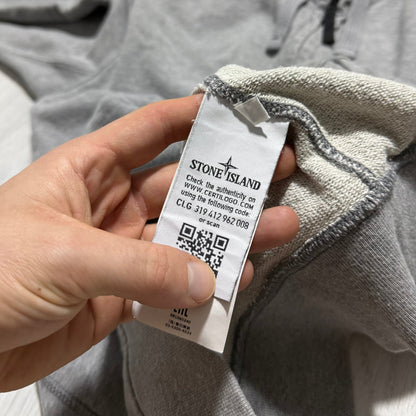 STONE ISLAND
Check the authenticity on
WWW.CERTILOGO.COM
using the following code:
CLG 319 412 962 008
or scan